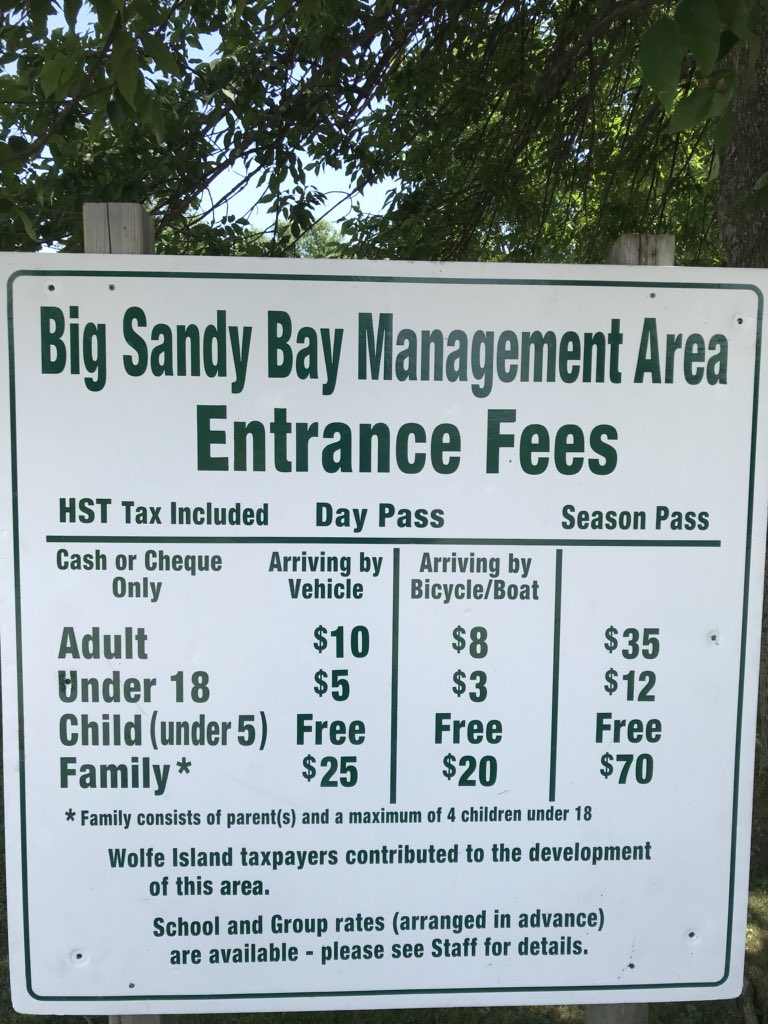 Big Sandy Bay Management Area
Entrance Fees
HST Tax Included Day Pass Season Pass
Cash or Cheque Only Arriving by Vehicle Arriving by Bicycle/Boat
Adult $10 $8 $35
Under 18 $5 $3 $12
Child (under 5) Free Free Free
Family* $25 $20 $70
* Family consists of parent(s) and a maximum of 4 children under 18
Wolfe Island taxpayers contributed to the development
of this area.
School and Group rates (arranged in advance)
are available - please see Staff for details.